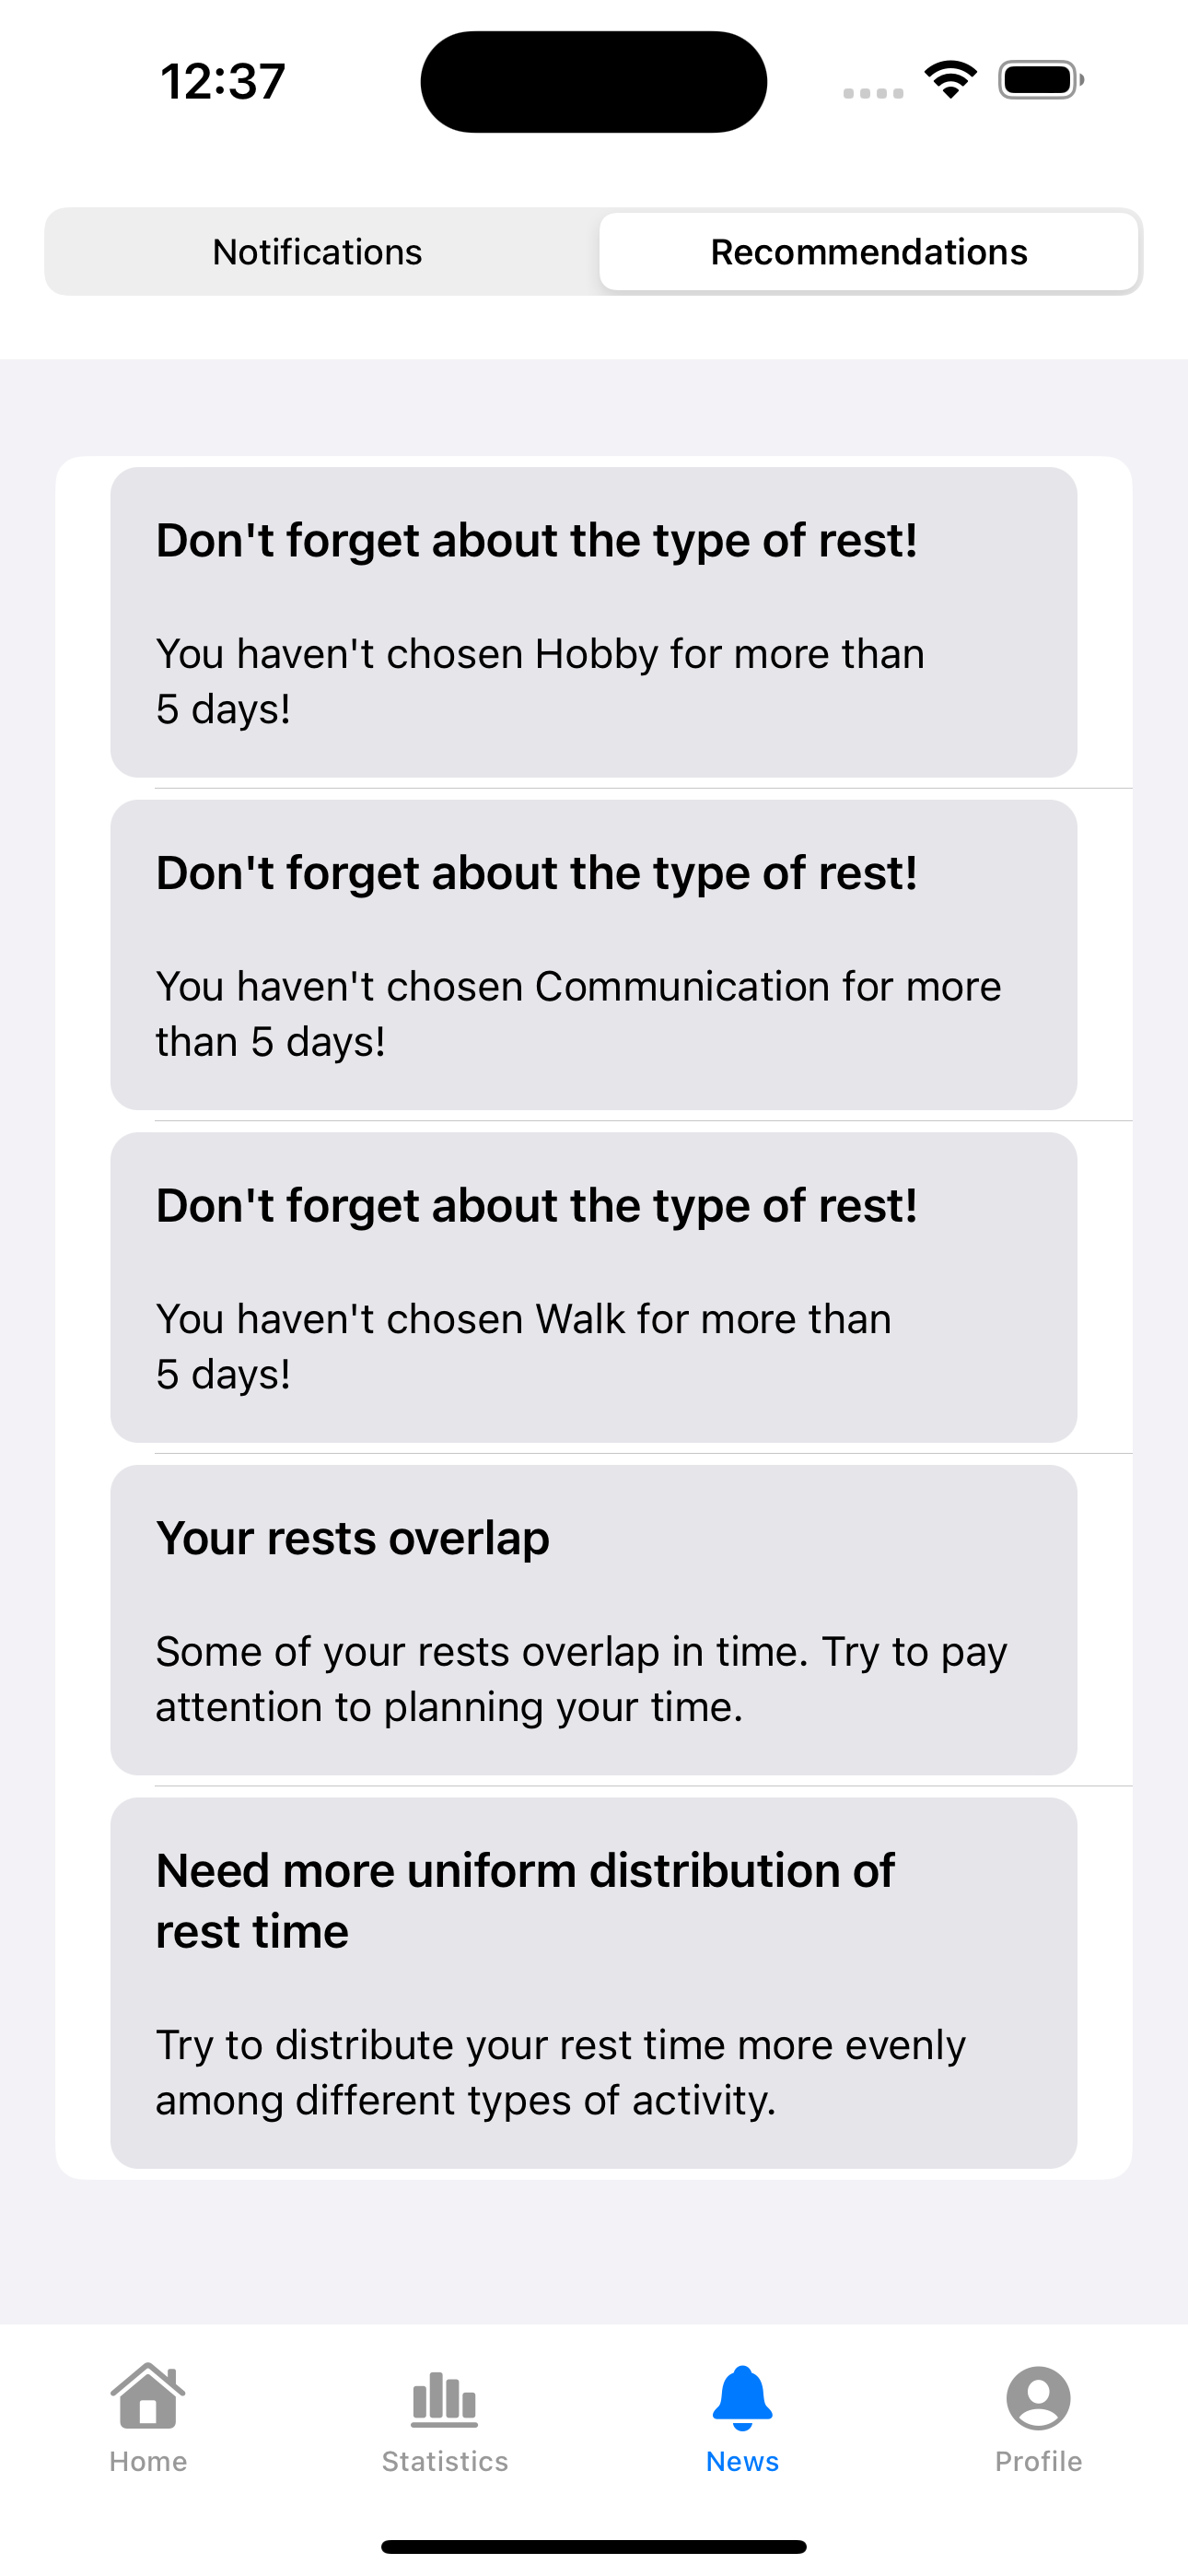 12:37
Notifications
Recommendations
Don't forget about the type of rest!
You haven't chosen Hobby for more than
5 days!
Don't forget about the type of rest!
You haven't chosen Communication for more
than 5 days!
Don't forget about the type of rest!
You haven't chosen Walk for more than
5 days!
Your rests overlap
Some of your rests overlap in time. Try to pay
attention to planning your time.
Need more uniform distribution of
rest time
Try to distribute your rest time more evenly
among different types of activity.
Home
Statistics
News
Profile